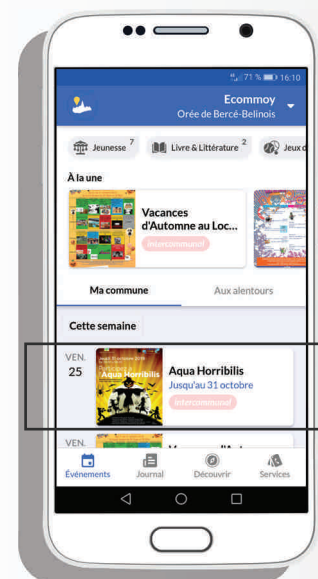 71 % 16:10
Ecommoy
Orée de Bercé-Belinois
Jeunesse 7
Livre & Littérature 2
Jeux d
À la une
Vacances
d'Automne au Loc...
intercommunal
Ma commune
Aux alentours
Cette semaine
VEN.
25
Aqua Horribilis
Aqua Horribilis
Jusqu'au 31 octobre
intercommunal
VEN.
Événements
Journal
Découvrir
Services